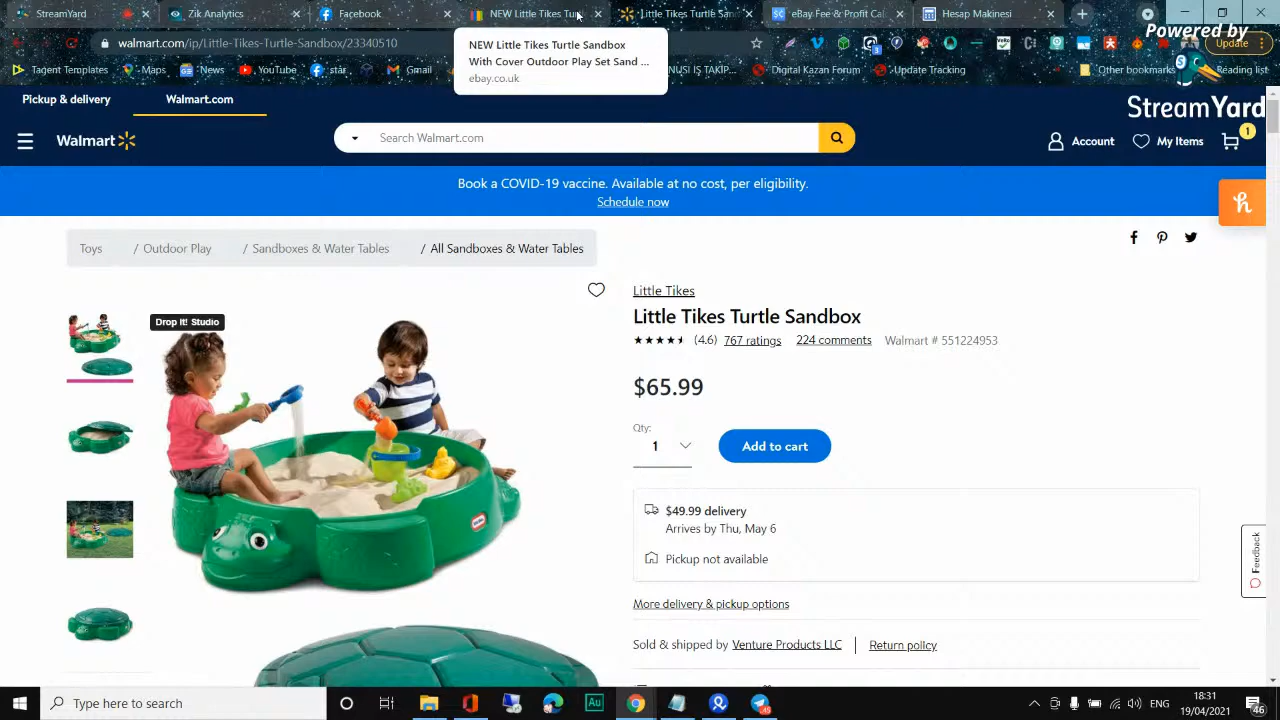 StreamYard
Zik Analytics
Facebook
NEW Little Tikes Tur
Little Tikes Turtle San
eBay Fee & Profit Cal
Hesap Makinesi
Powered by
walmart.com/ip/Little-Tikes-Turtle-Sandbox/23340510
Update
NEW Little Tikes Turtle Sandbox
With Cover Outdoor Play Set Sand ...
ebay.co.uk
Tagent Templates
Maps
News
YouTube
star
Gmail
Digital Kazan Forum
Update Tracking
Other bookmarks
Reading list
StreamYard
Pickup & delivery
Walmart.com
Walmart
Search Walmart.com
Account
My Items
1
Book a COVID-19 vaccine. Available at no cost, per eligibility.
Schedule now
Toys / Outdoor Play / Sandboxes & Water Tables / All Sandboxes & Water Tables
Drop It! Studio
Little Tikes
Little Tikes Turtle Sandbox
(4.6) 767 ratings 224 comments Walmart # 551224953
$65.99
Qty:
1
Add to cart
$49.99 delivery
Arrives by Thu, May 6
Pickup not available
More delivery & pickup options
Sold & shipped by Venture Products LLC
Return policy
Feedback
Type here to search
ENG
18:31
19/04/2021